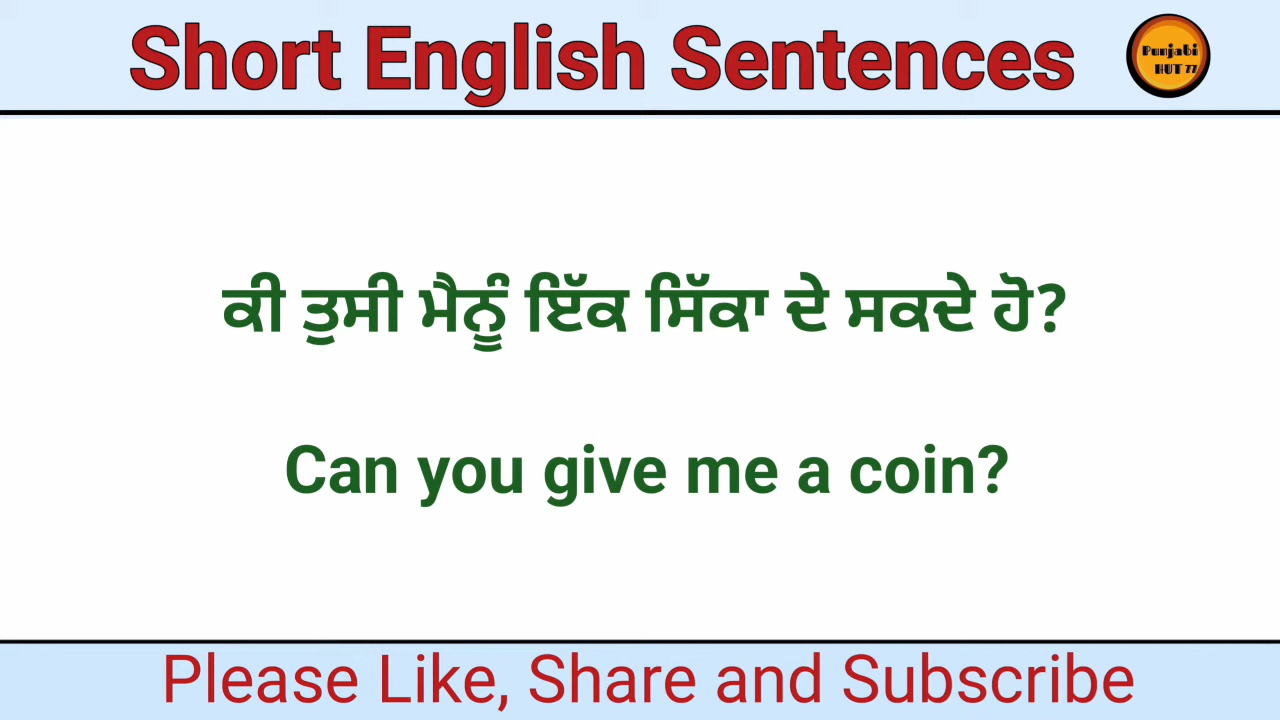 Short English Sentences
Punjabi
HUT 77
ਕੀ ਤੁਸੀ ਮੈਨੂੰ ਇੱਕ ਸਿੱਕਾ ਦੇ ਸਕਦੇ ਹੋ?
Can you give me a coin?
Please Like, Share and Subscribe